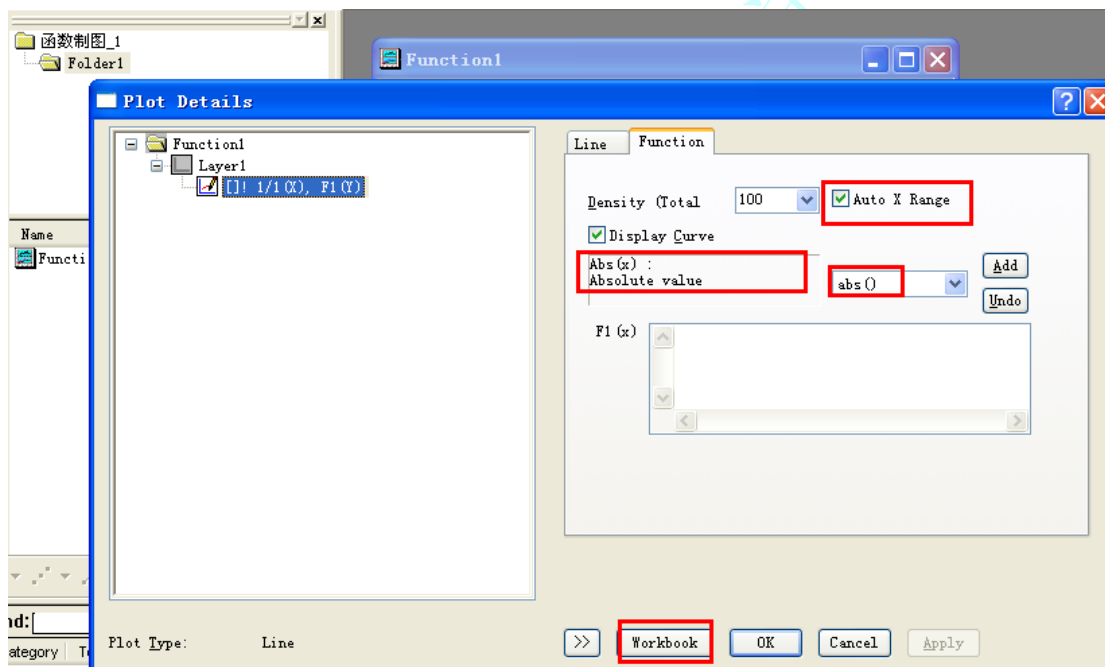 函数制图_1
Folder1
Function1
Plot Details
Function1
Layer1
[]! 1/1(X), F1(Y)
Line
Function
Density (Total
100
Auto X Range
Display Curve
Abs(x) :
Absolute value
abs()
Add
Undo
F1(x)
Name
Functi
nd:[
ategory
Plot Type:
Line
>>
Workbook
OK
Cancel
Apply